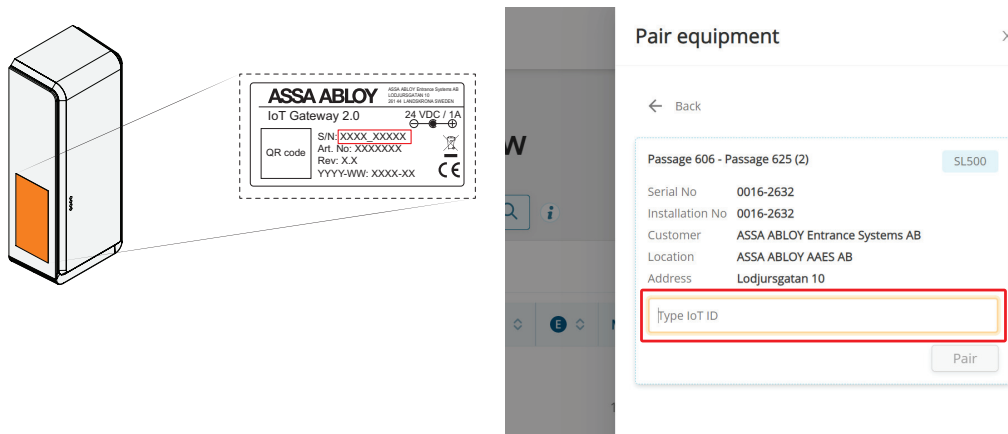 ASSA ABLOY
ASSA ABLOY Entrance Systems AB
LODJURSGATAN 10
261 44 LANDSKRONA SWEDEN
IoT Gateway 2.0
24 VDC / 1A
QR code
S/N: XXXX_XXXXX
Art. No: XXXXXXX
Rev: X.X
YYYY-WW: XXXX-XX
CE
w
i
E
Pair equipment
Back
Passage 606 - Passage 625 (2)
SL500
Serial No 0016-2632
Installation No 0016-2632
Customer ASSA ABLOY Entrance Systems AB
Location ASSA ABLOY AAES AB
Address Lodjursgatan 10
Type IoT ID
Pair